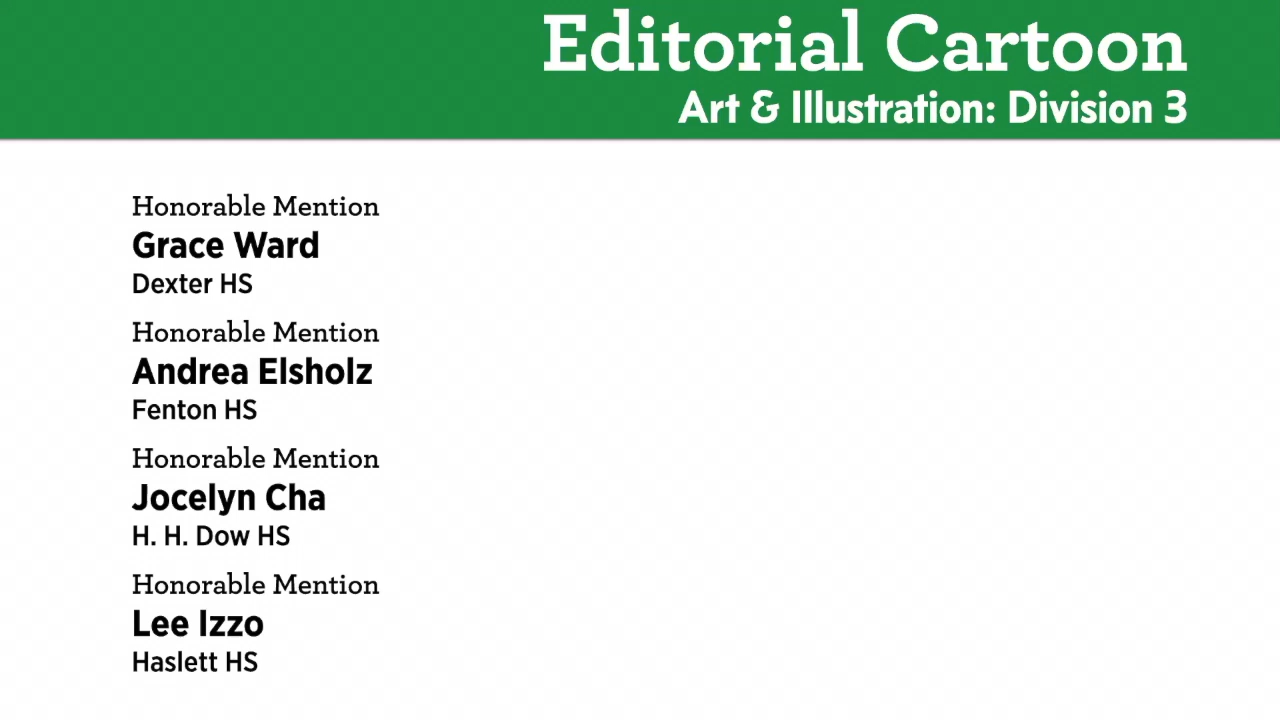 Editorial Cartoon
Art & Illustration: Division 3
Honorable Mention
Grace Ward
Dexter HS
Honorable Mention
Andrea Elsholz
Fenton HS
Honorable Mention
Jocelyn Cha
H. H. Dow HS
Honorable Mention
Lee Izzo
Haslett HS